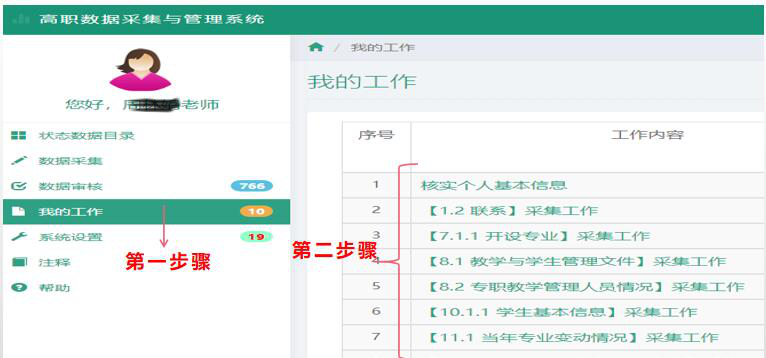 高职数据采集与管理系统
您好，周 老师
状态数据目录
数据采集
数据审核 766
我的工作 10
第一步骤
系统设置 19
注释
帮助
/ 我的工作
我的工作
序号 工作内容
第二步骤
1 核实个人基本信息
2 【1.2 联系】采集工作
3 【7.1.1 开设专业】采集工作
4 【8.1 教学与学生管理文件】采集工作
5 【8.2 专职教学管理人员情况】采集工作
6 【10.1.1 学生基本信息】采集工作
7 【11.1 当年专业变动情况】采集工作